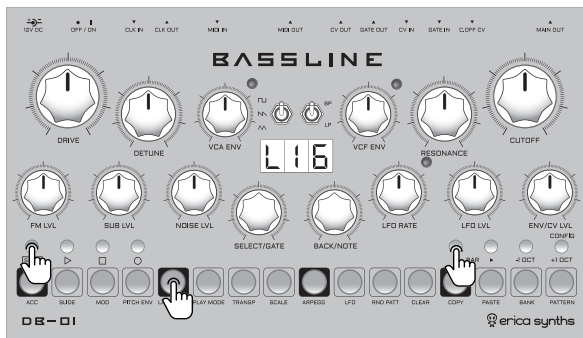 12V DC OFF / ON CLK IN CLK OUT MIDI IN MIDI OUT CV OUT GATE OUT CV IN GATE IN C.OFF CV MAIN OUT
BASSLINE
BP
LP
DRIVE DETUNE VCA ENV VCF ENV RESONANCE CUTOFF
L16
FM LVL SUB LVL NOISE LVL SELECT/GATE BACK/NOTE LFO RATE LFO LVL ENV/CV LVL
CONFIG
BAR -1 OCT +1 OCT
ACC SLIDE MOD PITCH ENV L PLAY MODE TRANSP SCALE ARPEGG LFO RND PATT CLEAR COPY PASTE BANK PATTERN
DB-01 erica synths